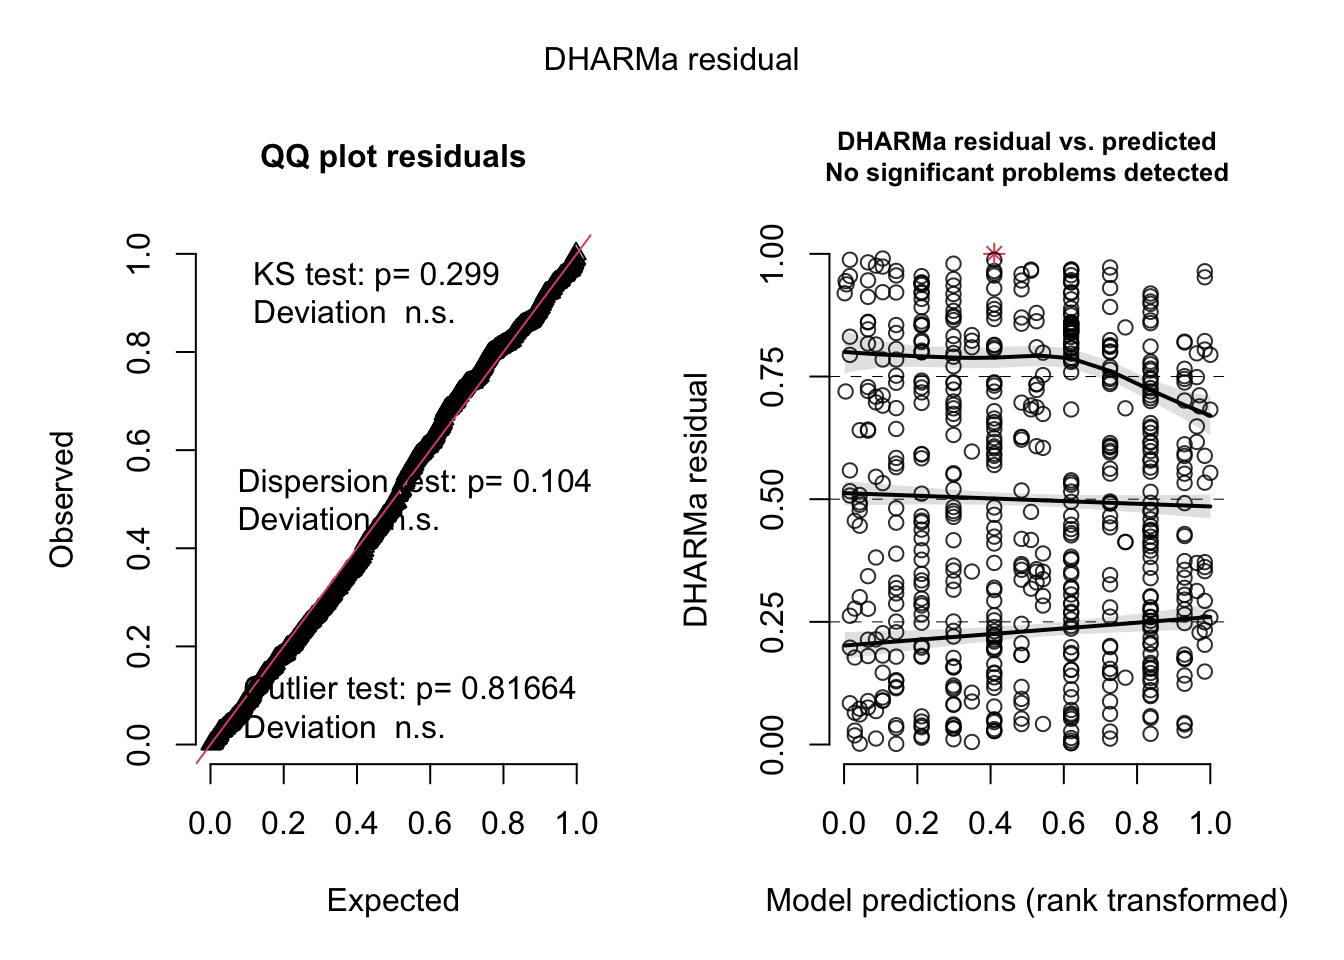 DHARMa residual
QQ plot residuals
KS test: p= 0.299
Deviation  n.s.
Dispersion test: p= 0.104
Deviation n.s.
Outlier test: p= 0.81664
Deviation  n.s.
Observed
0.0 0.2 0.4 0.6 0.8 1.0
0.0 0.2 0.4 0.6 0.8 1.0
Expected
DHARMa residual vs. predicted
No significant problems detected
DHARMa residual
0.00 0.25 0.50 0.75 1.00
0.0 0.2 0.4 0.6 0.8 1.0
Model predictions (rank transformed)